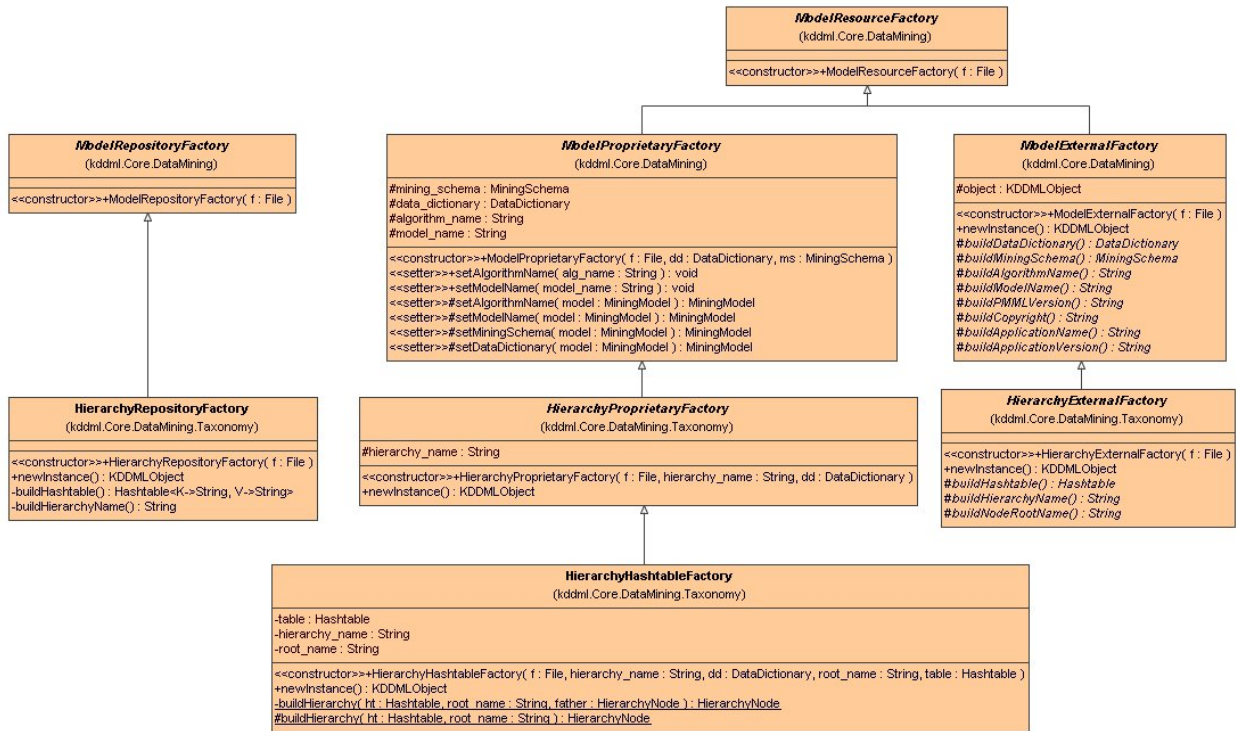 ModelResourceFactory
(kddml.Core.DataMining)
<<constructor>>+ModelResourceFactory( f : File )
ModelRepositoryFactory
(kddml.Core.DataMining)
<<constructor>>+ModelRepositoryFactory( f : File )
ModelProprietaryFactory
(kddml.Core.DataMining)
#mining_schema : MiningSchema
#data_dictionary : DataDictionary
#algorithm_name : String
#model_name : String
<<constructor>>+ModelProprietaryFactory( f : File, dd : DataDictionary, ms : MiningSchema )
<<setter>>+setAlgorithmName( alg_name : String ) : void
<<setter>>+setModelName( model_name : String ) : void
<<setter>>#setAlgorithmName( model : MiningModel ) : MiningModel
<<setter>>#setModelName( model : MiningModel ) : MiningModel
<<setter>>#setMiningSchema( model : MiningModel ) : MiningModel
<<setter>>#setDataDictionary( model : MiningModel ) : MiningModel
ModelExternalFactory
(kddml.Core.DataMining)
#object : KDDMLObject
<<constructor>>+ModelExternalFactory( f : File )
+newInstance() : KDDMLObject
#buildDataDictionary() : DataDictionary
#buildMiningSchema() : MiningSchema
#buildAlgorithmName() : String
#buildModelName() : String
#buildPMMLVersion() : String
#buildCopyright() : String
#buildApplicationName() : String
#buildApplicationVersion() : String
HierarchyRepositoryFactory
(kddml.Core.DataMining.Taxonomy)
<<constructor>>+HierarchyRepositoryFactory( f : File )
+newInstance() : KDDMLObject
-buildHashtable() : Hashtable<K->String, V->String>
-buildHierarchyName() : String
HierarchyProprietaryFactory
(kddml.Core.DataMining.Taxonomy)
#hierarchy_name : String
<<constructor>>+HierarchyProprietaryFactory( f : File, hierarchy_name : String, dd : DataDictionary )
+newInstance() : KDDMLObject
HierarchyExternalFactory
(kddml.Core.DataMining.Taxonomy)
<<constructor>>+HierarchyExternalFactory( f : File )
+newInstance() : KDDMLObject
#buildHashtable() : Hashtable
#buildHierarchyName() : String
#buildNodeRootName() : String
HierarchyHashtableFactory
(kddml.Core.DataMining.Taxonomy)
-table : Hashtable
-hierarchy_name : String
-root_name : String
<<constructor>>+HierarchyHashtableFactory( f : File, hierarchy_name : String, dd : DataDictionary, root_name : String, table : Hashtable )
+newInstance() : KDDMLObject
-buildHierarchy( ht : Hashtable, root_name : String, father : HierarchyNode ) : HierarchyNode
#buildHierarchy( ht : Hashtable, root_name : String ) : HierarchyNode